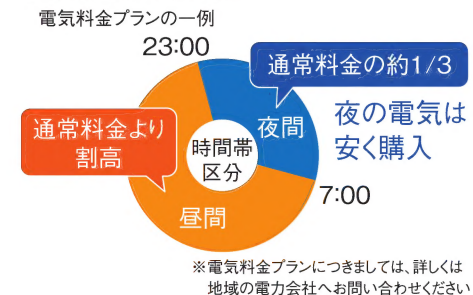 電気料金プランの一例
23:00
通常料金の約1/3
夜間
夜の電気は
安く購入
通常料金より
割高
時間帯
区分
7:00
昼間
※電気料金プランにつきましては、詳しくは
地域の電力会社へお問い合わせください